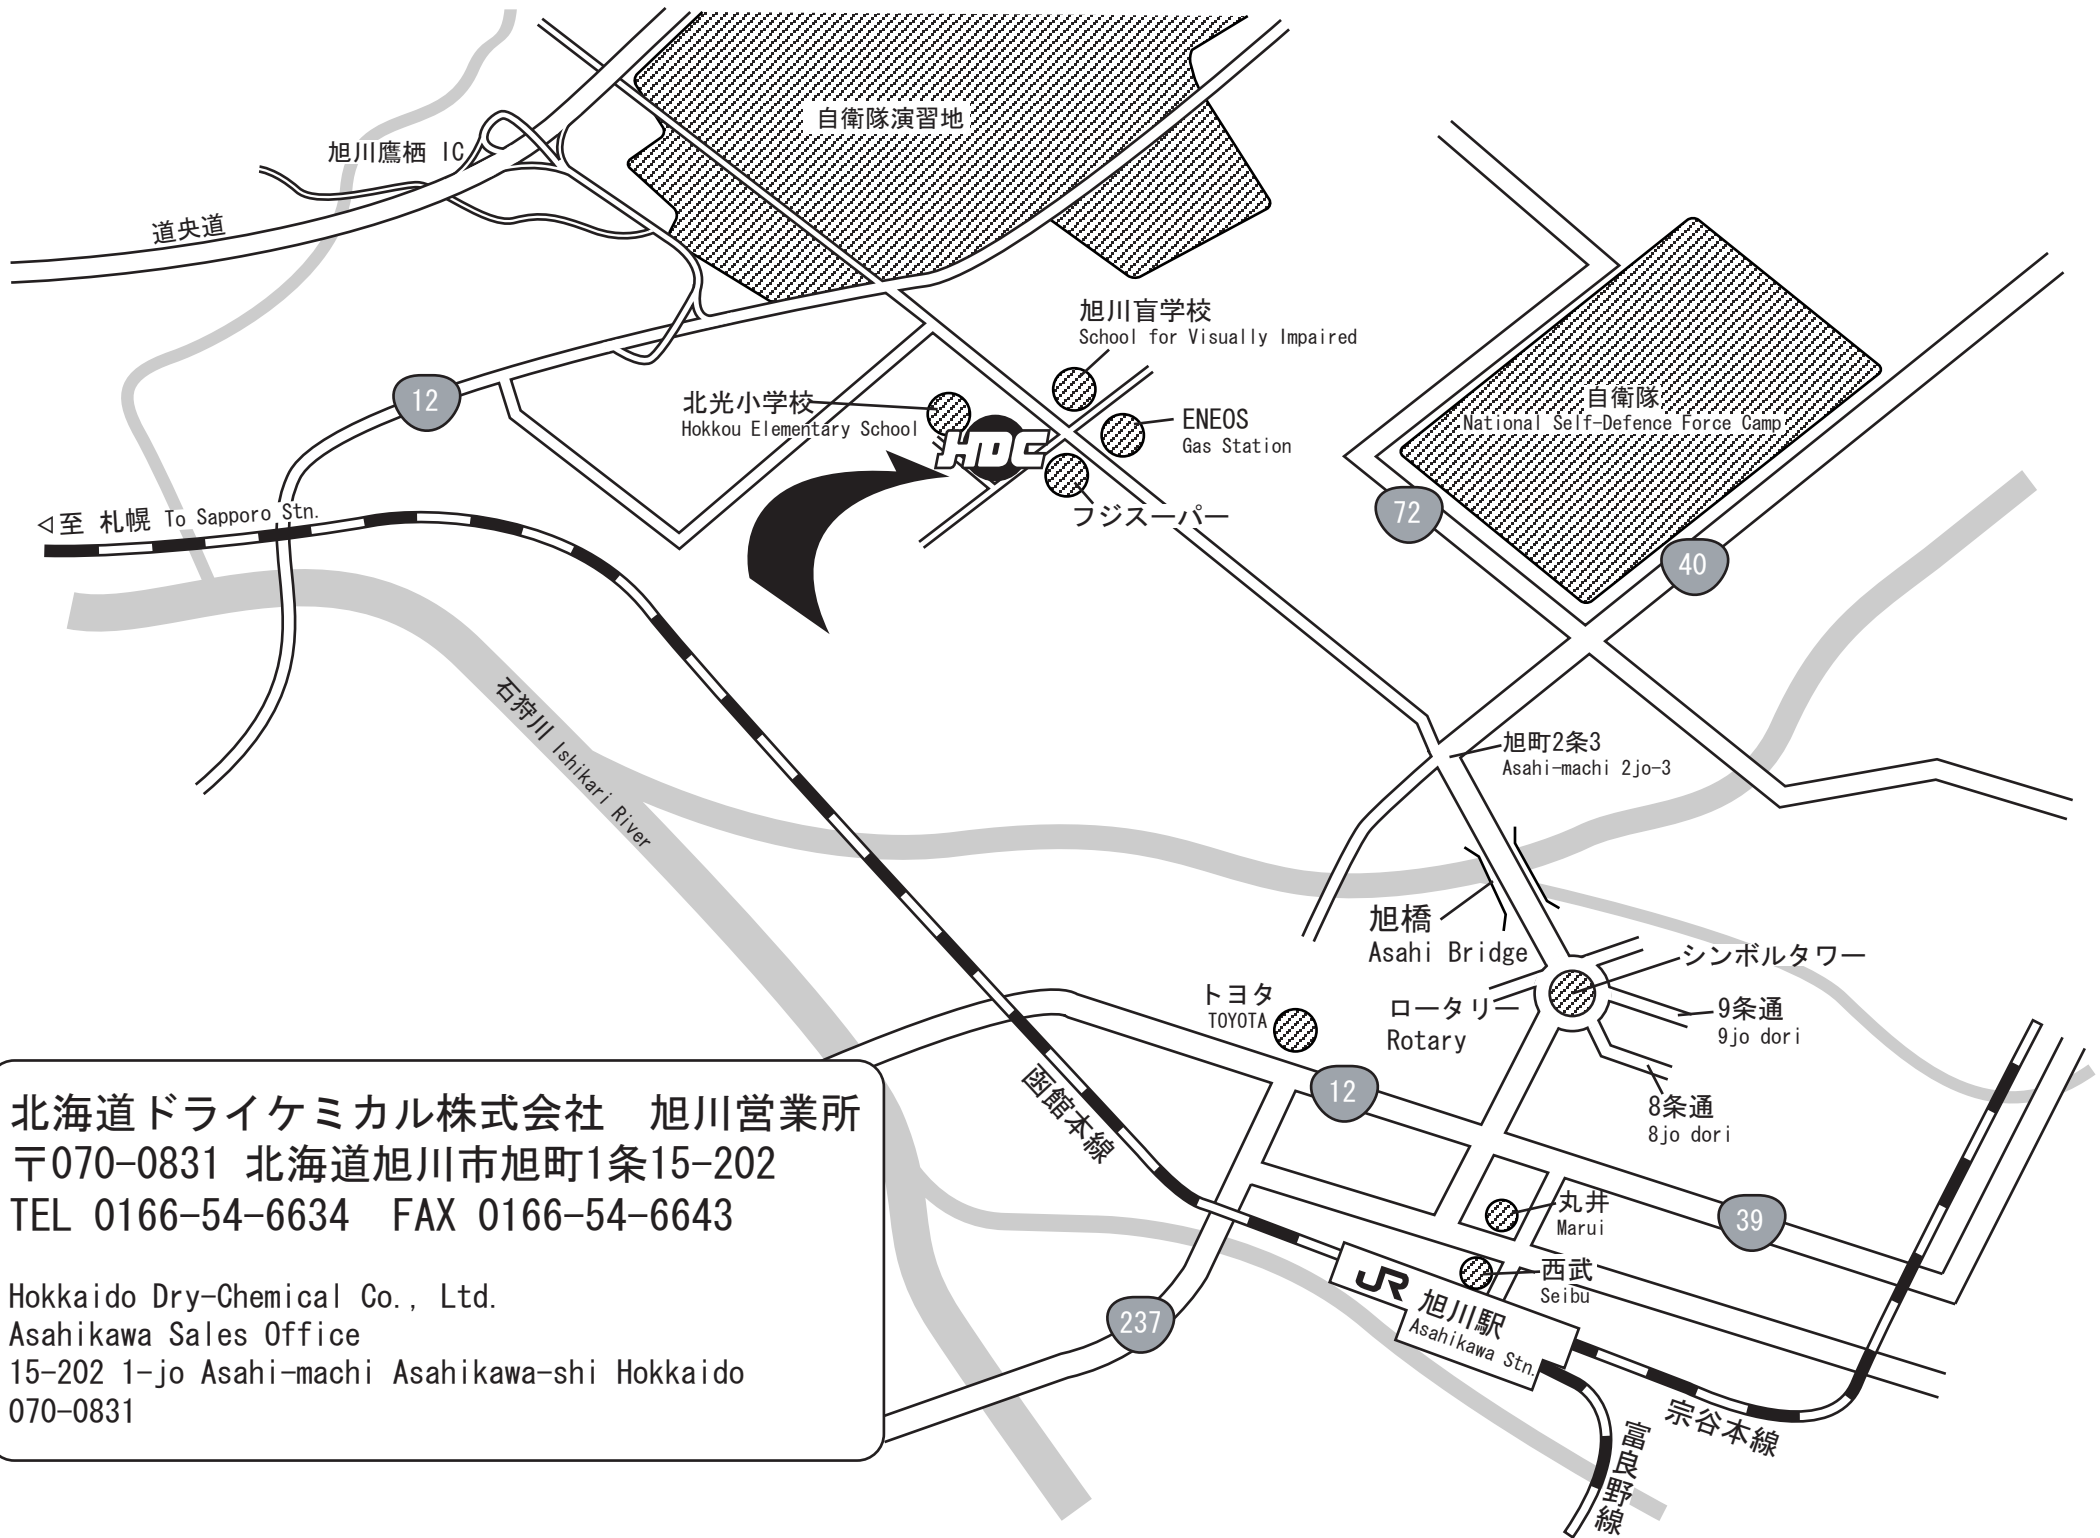 自衛隊演習地
旭川鷹栖 IC
道央道
旭川盲学校
School for Visually Impaired
12
北光小学校
Hokkou Elementary School
HDC
ENEOS
Gas Station
自衛隊
National Self-Defence Force Camp
◁至 札幌 To Sapporo Stn.
フジスーパー
72
40
石狩川 Ishikari River
旭町2条3
Asahi-machi 2jo-3
旭橋
Asahi Bridge
シンボルタワー
トヨタ
TOYOTA
ロータリー
Rotary
9条通
9jo dori
函館本線
12
8条通
8jo dori
丸井
Marui
39
西武
Seibu
JR
旭川駅
Asahikawa Stn.
237
宗谷本線
富良野線
北海道ドライケミカル株式会社　旭川営業所
〒070-0831 北海道旭川市旭町1条15-202
TEL 0166-54-6634　FAX 0166-54-6643
Hokkaido Dry-Chemical Co., Ltd.
Asahikawa Sales Office
15-202 1-jo Asahi-machi Asahikawa-shi Hokkaido
070-0831